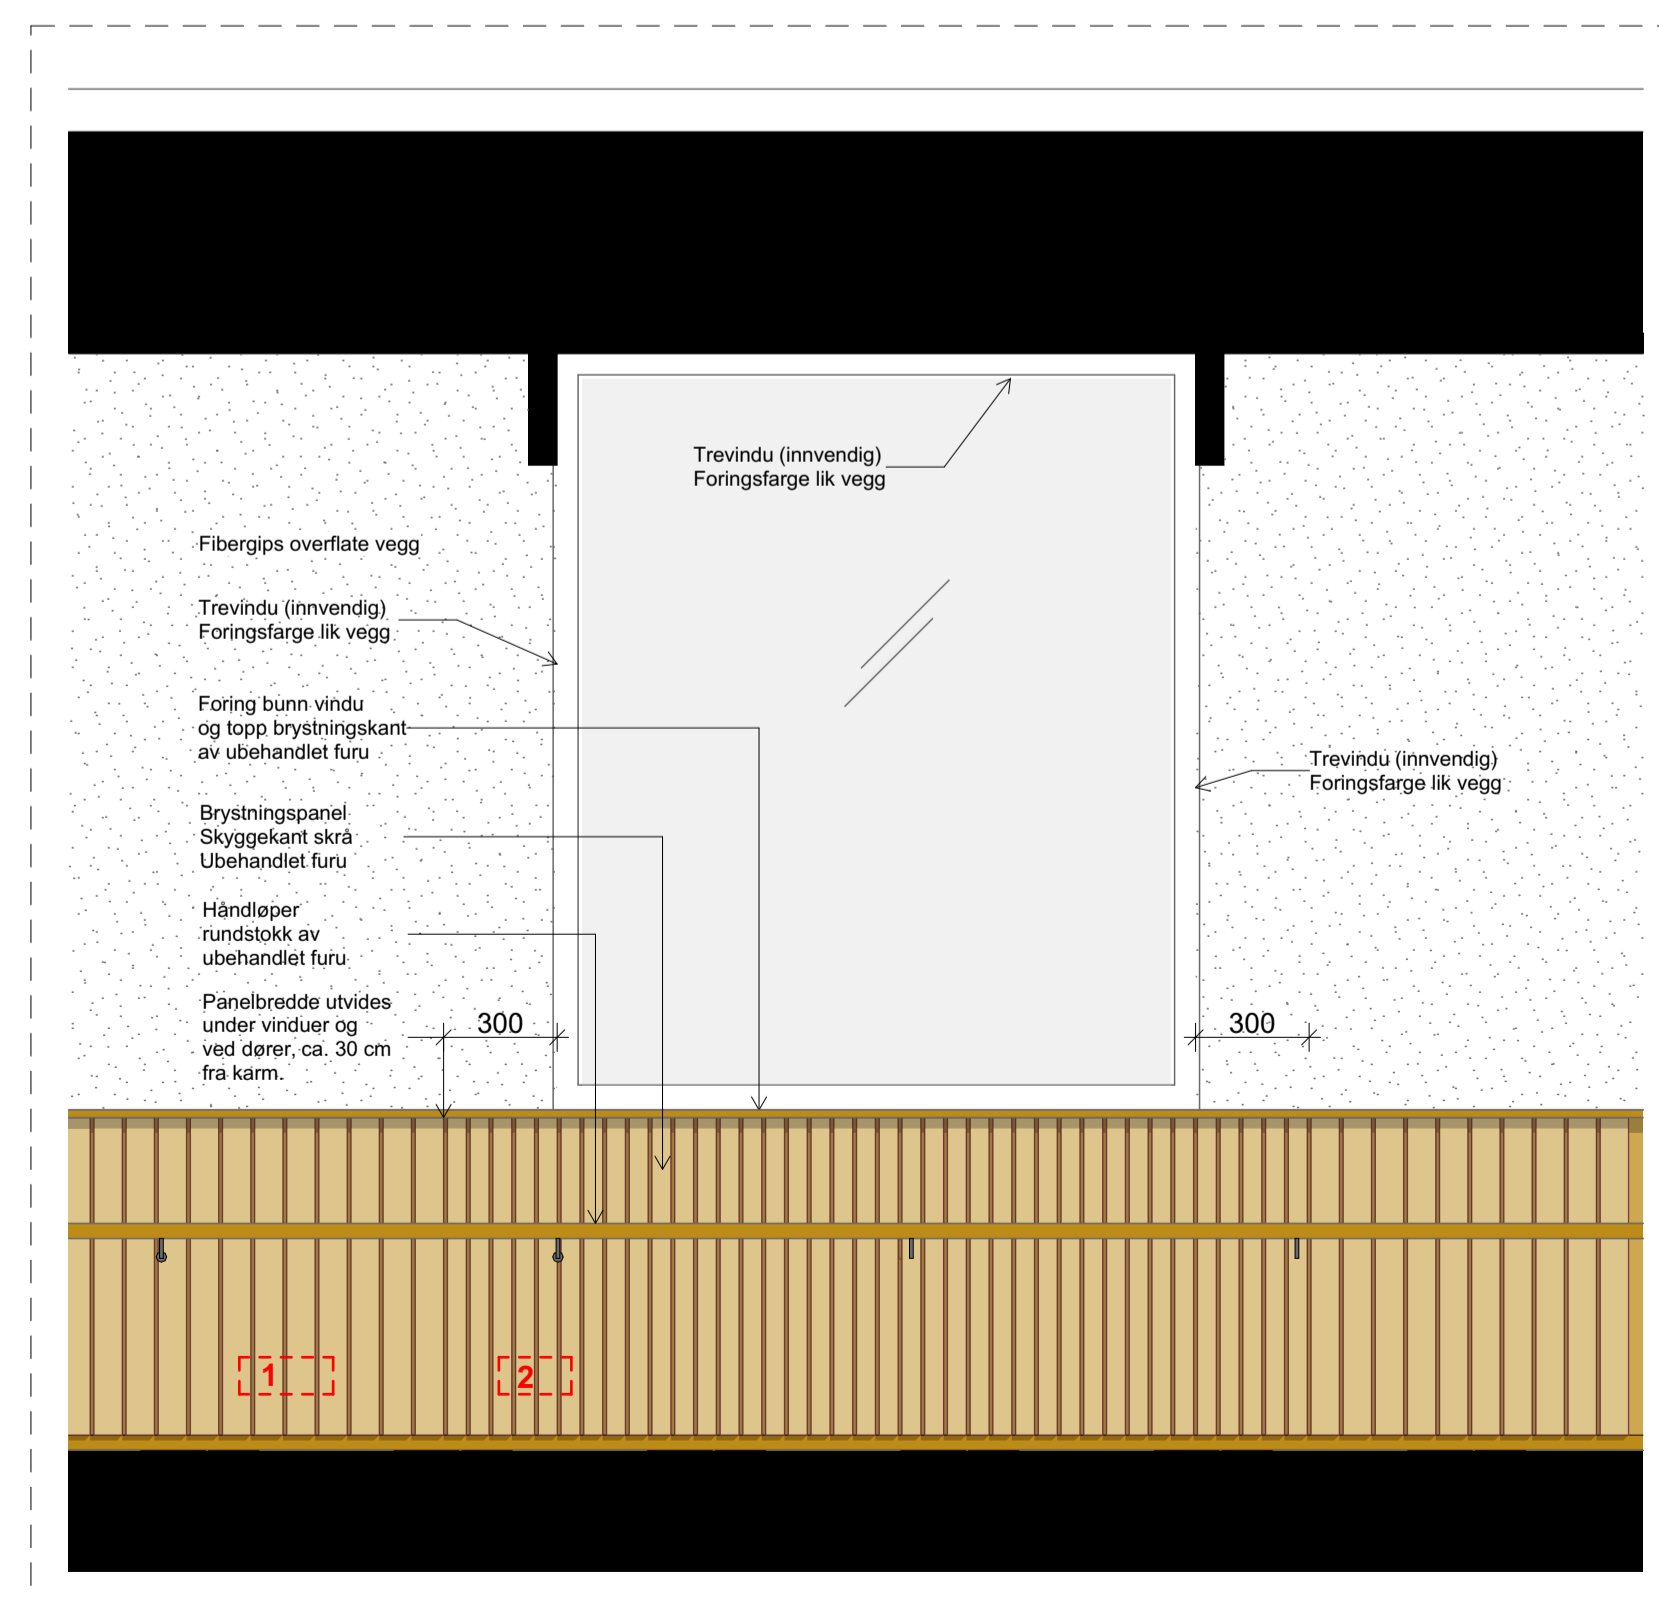 Trevindu (innvendig)
Foringsfarge lik vegg
Fibergips overflate vegg
Trevindu (innvendig)
Foringsfarge lik vegg
Foring bunn vindu
og topp brystningskant
av ubehandlet furu
Trevindu (innvendig)
Foringsfarge lik vegg
Brystningspanel
Skyggekant skrå
Ubehandlet furu
Håndløper
rundstokk av
ubehandlet furu
Panelbredde utvides
under vinduer og
ved dører, ca. 30 cm
fra karm.
300
300
1
2